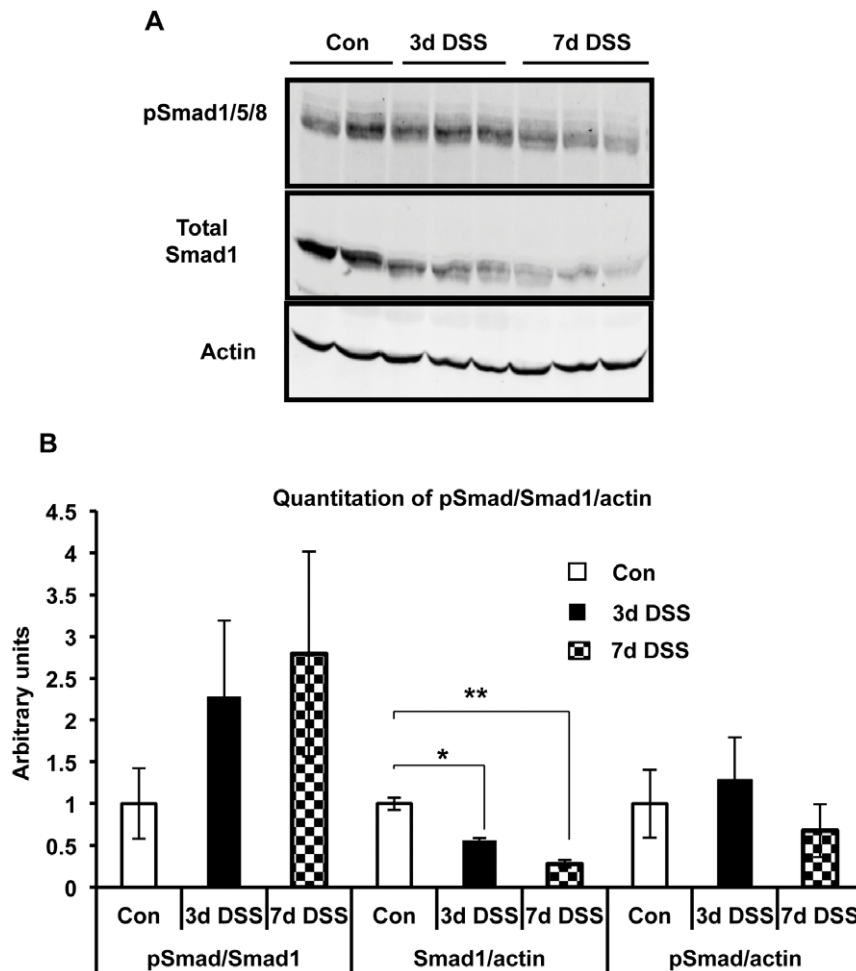 A
Con 3d DSS 7d DSS
pSmad1/5/8
Total
Smad1
Actin
B
Quantitation of pSmad/Smad1/actin
4.5
4
3.5
3
2.5
2
1.5
1
0.5
0
Arbitrary units
Con
3d DSS
7d DSS
**
*
Con 3d DSS 7d DSS Con 3d DSS 7d DSS Con 3d DSS 7d DSS
pSmad/Smad1 Smad1/actin pSmad/actin